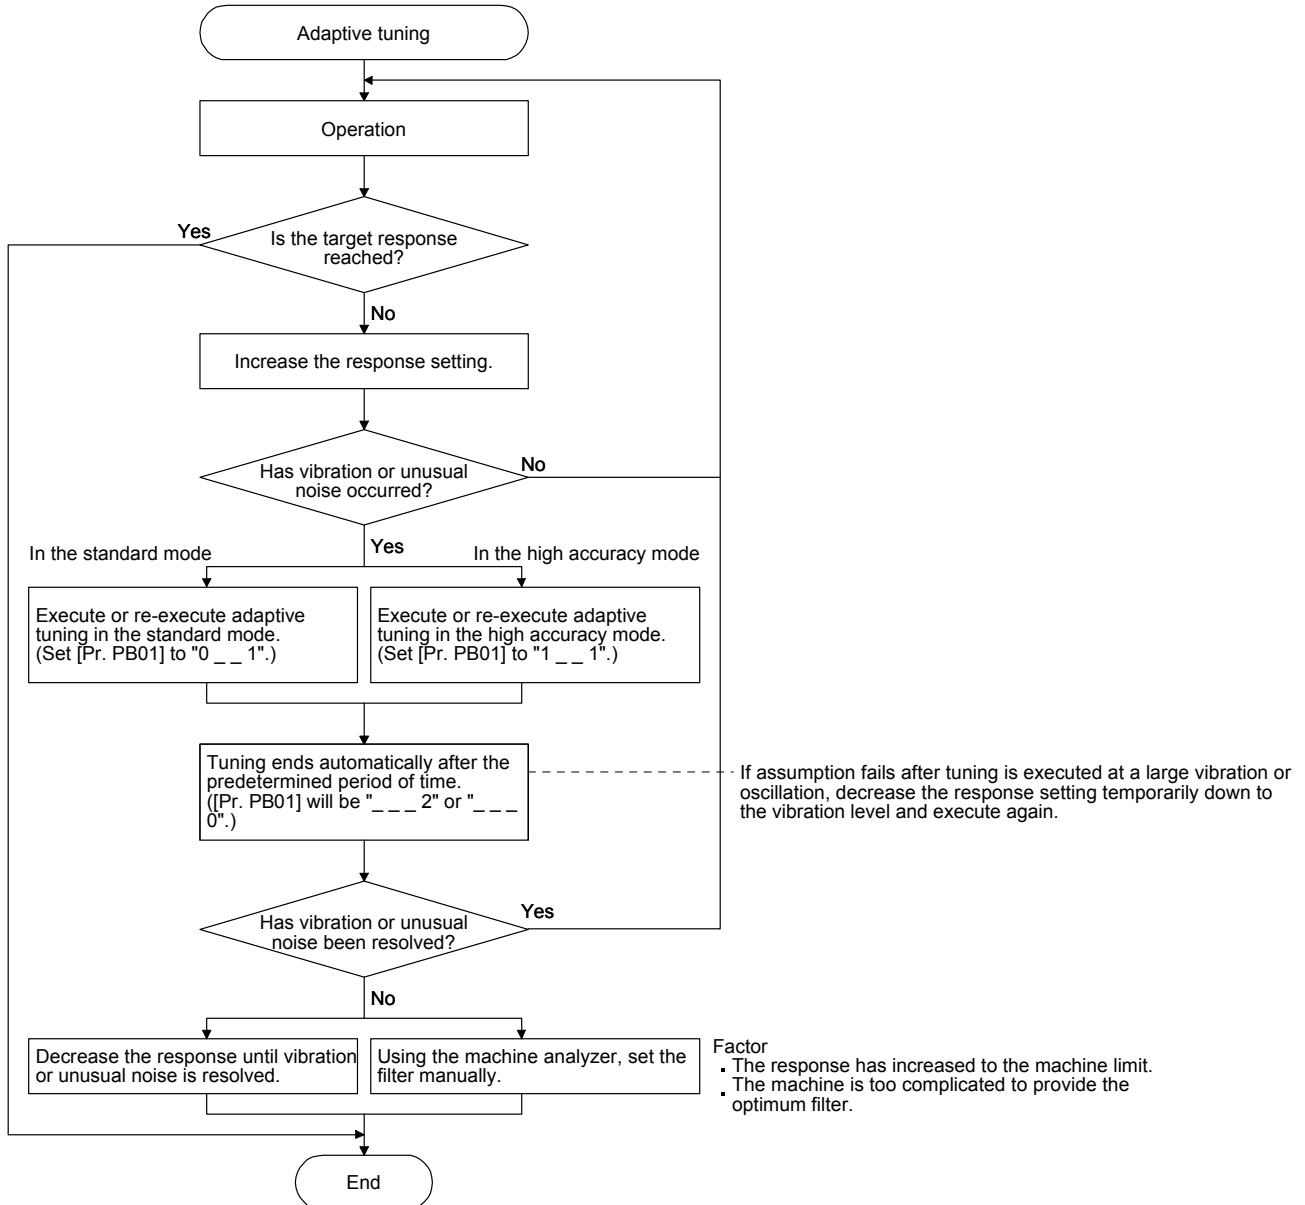 Adaptive tuning
Operation
Yes
Is the target response
reached?
No
Increase the response setting.
Has vibration or unusual
noise occurred?
No
Yes
In the standard mode
In the high accuracy mode
Execute or re-execute adaptive
tuning in the standard mode.
(Set [Pr. PB01] to "0 _ _ 1".)
Execute or re-execute adaptive
tuning in the high accuracy mode.
(Set [Pr. PB01] to "1 _ _ 1".)
Tuning ends automatically after the
predetermined period of time.
([Pr. PB01] will be "_ _ _ 2" or "_ _ _
0".)
If assumption fails after tuning is executed at a large vibration or
oscillation, decrease the response setting temporarily down to
the vibration level and execute again.
Has vibration or unusual
noise been resolved?
Yes
No
Decrease the response until vibration
or unusual noise is resolved.
Using the machine analyzer, set the
filter manually.
Factor
. The response has increased to the machine limit.
. The machine is too complicated to provide the
optimum filter.
End